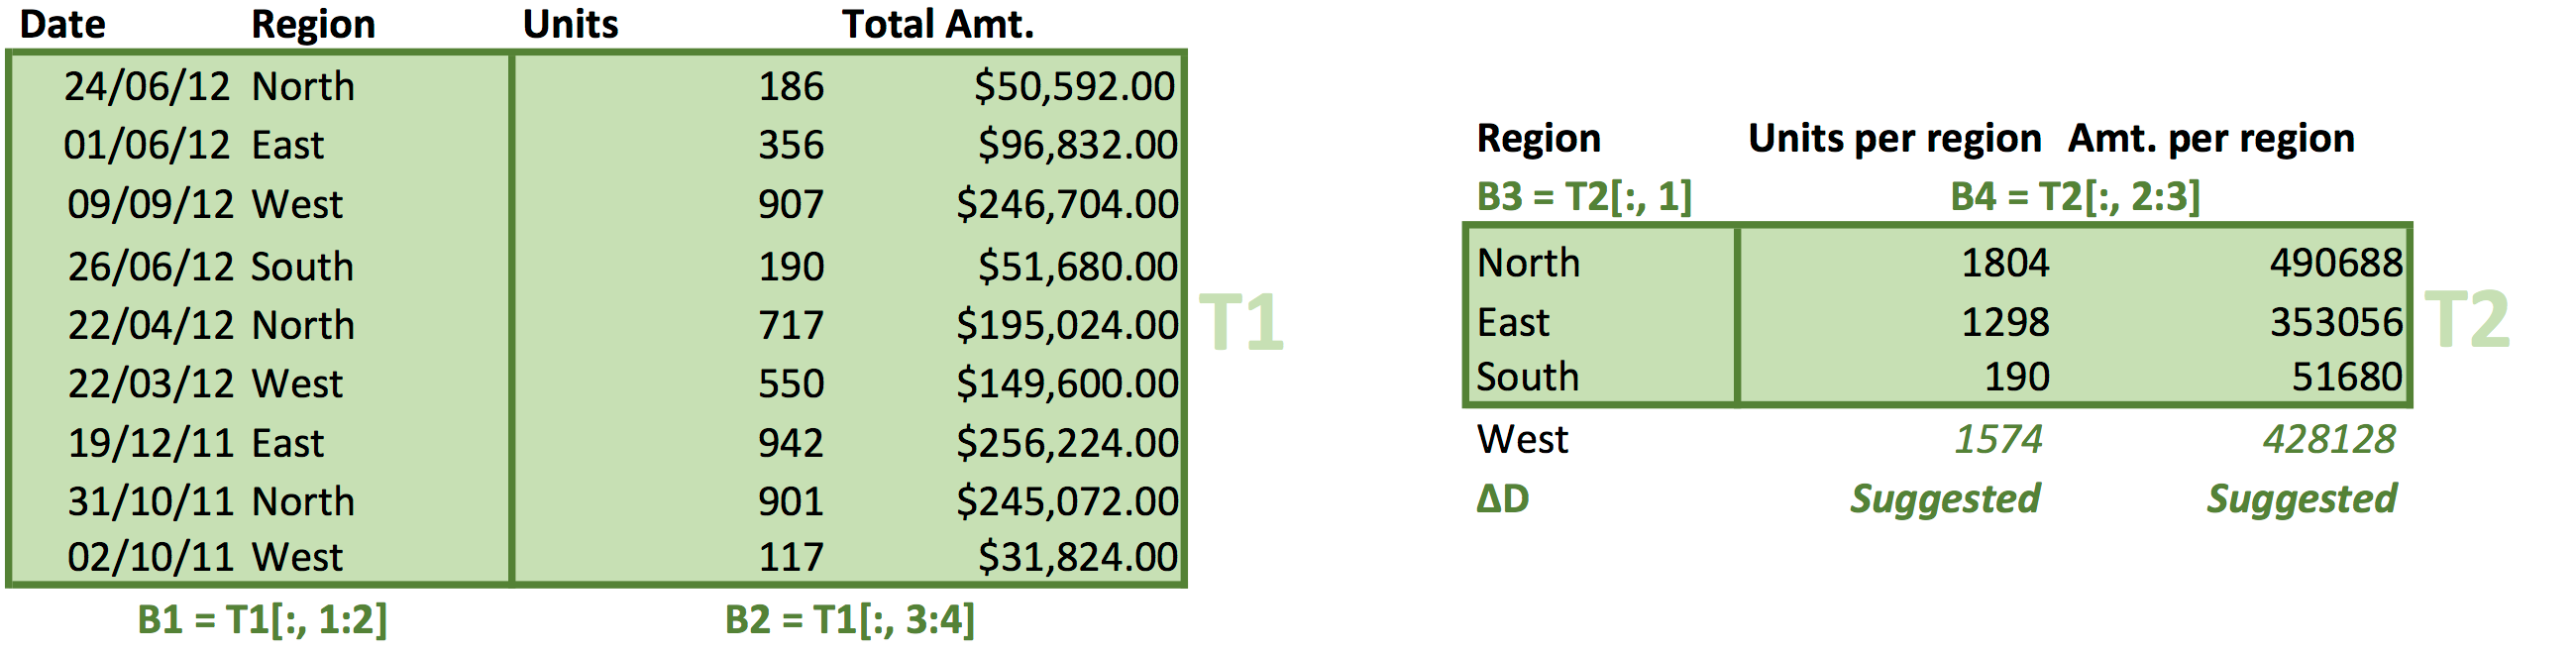 Date Region Units Total Amt.
24/06/12 North 186 $50,592.00
01/06/12 East 356 $96,832.00
09/09/12 West 907 $246,704.00
26/06/12 South 190 $51,680.00
22/04/12 North 717 $195,024.00
22/03/12 West 550 $149,600.00
19/12/11 East 942 $256,224.00
31/10/11 North 901 $245,072.00
02/10/11 West 117 $31,824.00
B1 = T1[:, 1:2] B2 = T1[:, 3:4]
T1
Region Units per region Amt. per region
B3 = T2[:, 1] B4 = T2[:, 2:3]
North 1804 490688
East 1298 353056
South 190 51680
West 1574 428128
ΔD Suggested Suggested
T2